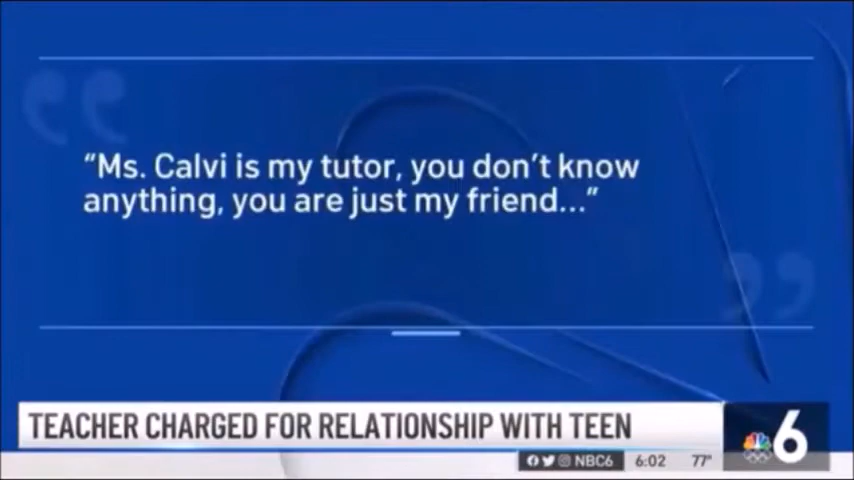 “Ms. Calvi is my tutor, you don’t know
anything, you are just my friend...”
TEACHER CHARGED FOR RELATIONSHIP WITH TEEN
6
NBC6 6:02 77°